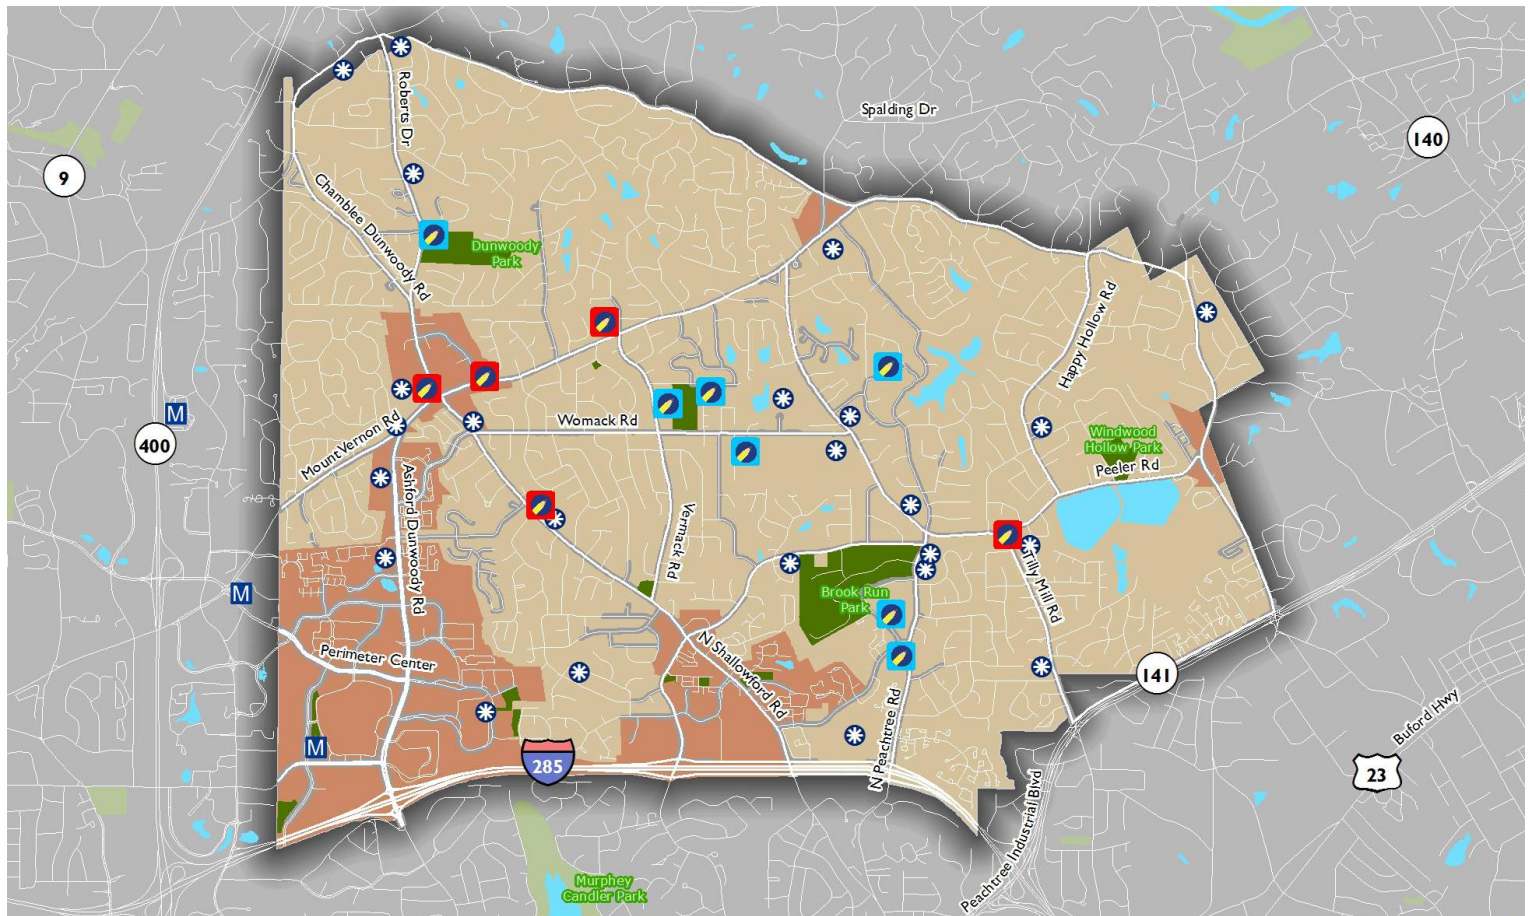 Spalding Dr
140
9
Roberts Dr
Chamblee Dunwoody Rd
Dunwoody
Park
Happy Hollow Rd
M
400
Mount Vernon Rd
Womack Rd
Windwood
Hollow Park
Peeler Rd
Ashford Dunwoody Rd
Vermack Rd
Tilly Mill Rd
Brook Run
Park
M
Perimeter Center
N Shallowford Rd
141
N Peachtree Rd
Buford Hwy
M
285
23
Peachtree Industrial Blvd
Murphey
Candler Park